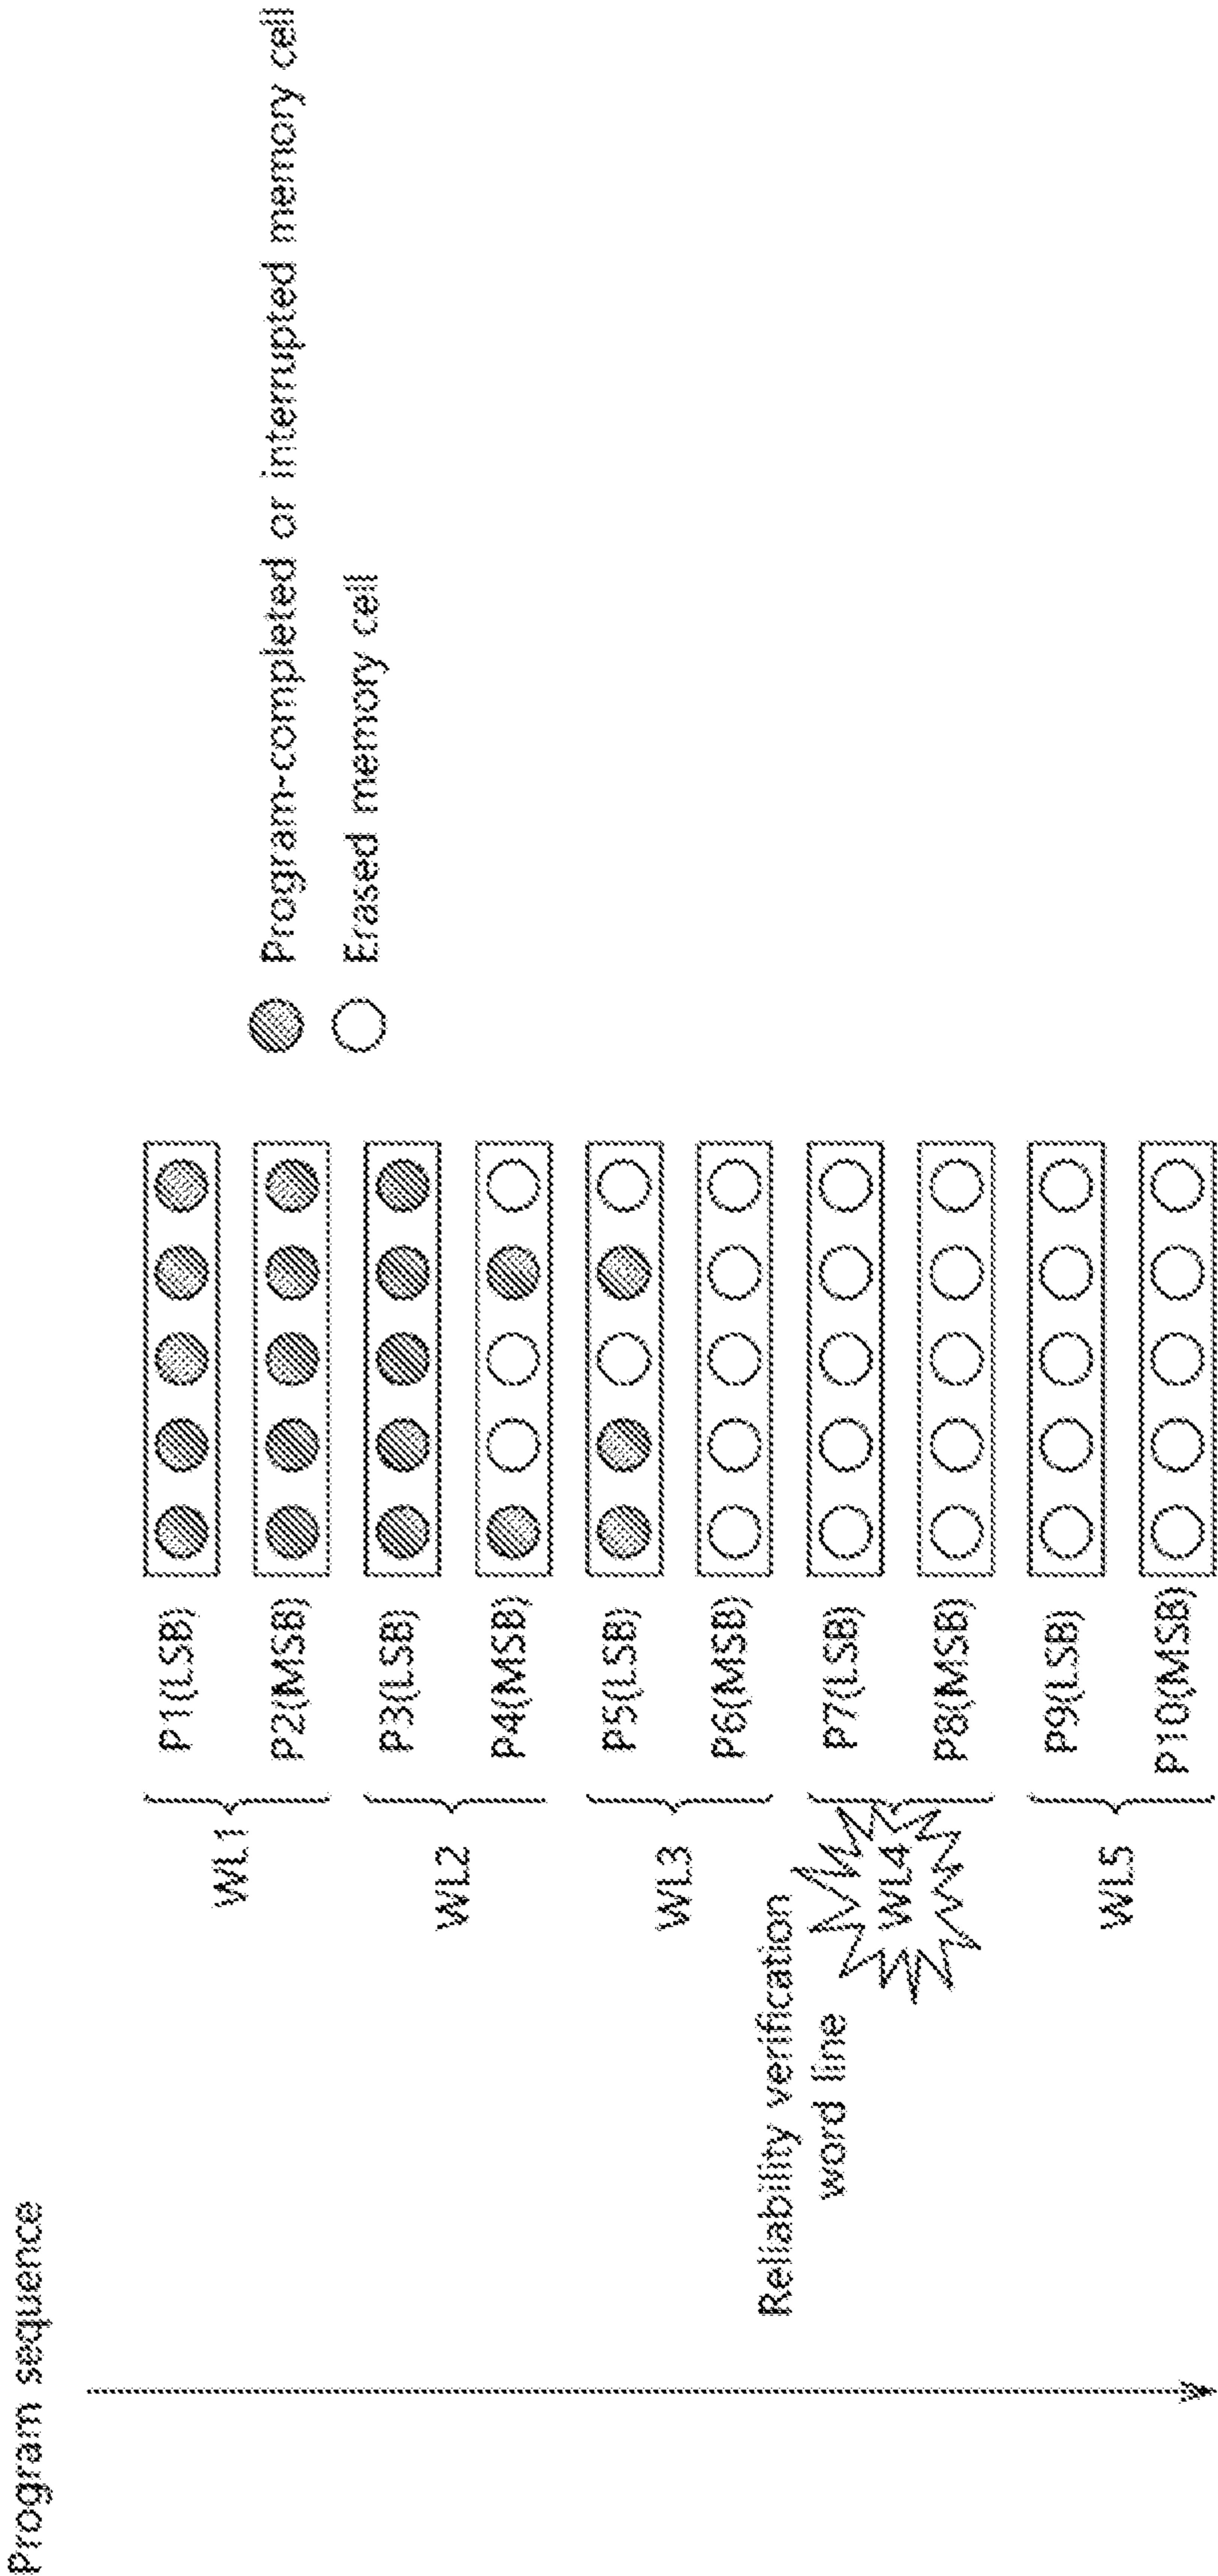 Program sequence
WL1
P1(LSB)
P2(MSB)
WL2
P3(LSB)
P4(MSB)
WL3
P5(LSB)
P6(MSB)
Reliability verification
word line
WL4
P7(LSB)
P8(MSB)
WL5
P9(LSB)
P10(MSB)
Program-completed or interrupted memory cell
Erased memory cell